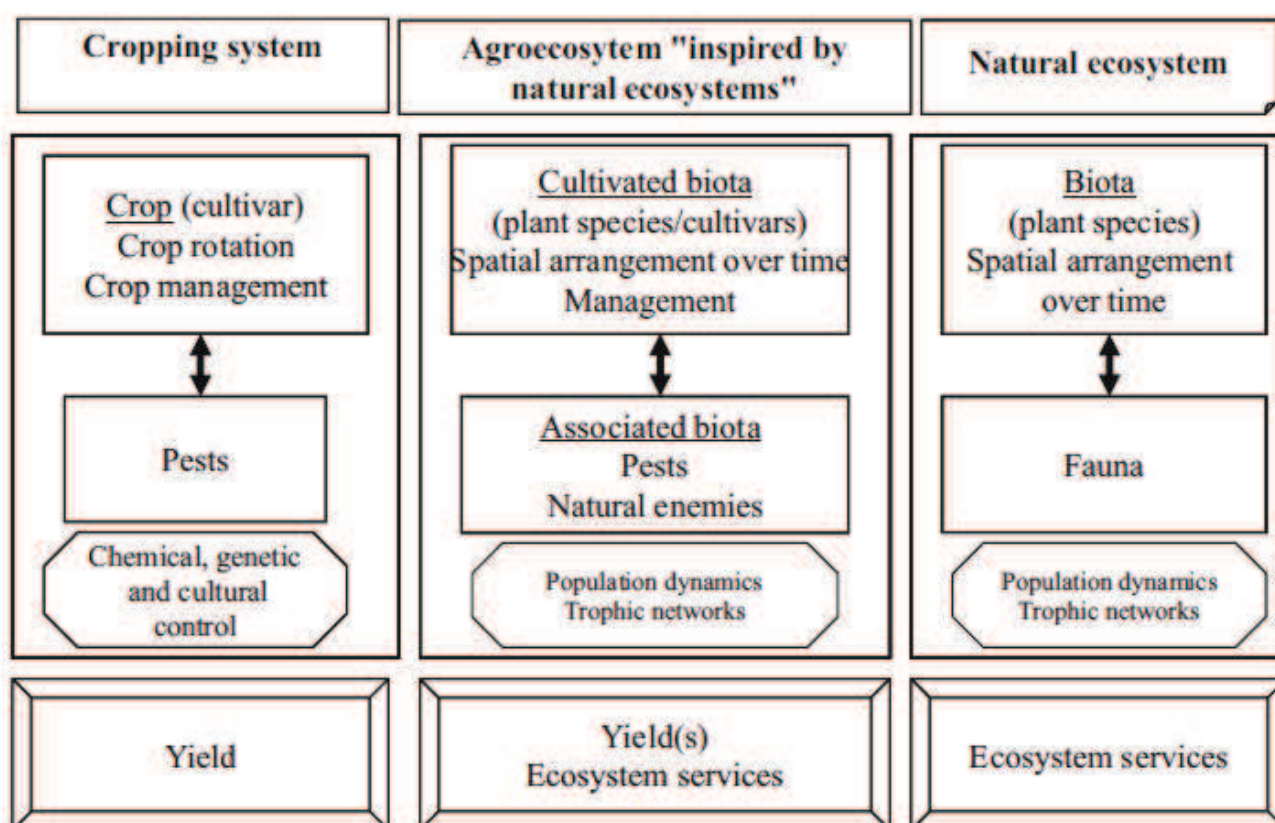 Cropping system
Agroecosytem "inspired by
natural ecosystems"
Natural ecosystem
Crop (cultivar)
Crop rotation
Crop management
Cultivated biota
(plant species/cultivars)
Spatial arrangement over time
Management
Biota
(plant species)
Spatial arrangement
over time
Pests
Associated biota
Pests
Natural enemies
Fauna
Chemical, genetic
and cultural
control
Population dynamics
Trophic networks
Population dynamics
Trophic networks
Yield
Yield(s)
Ecosystem services
Ecosystem services